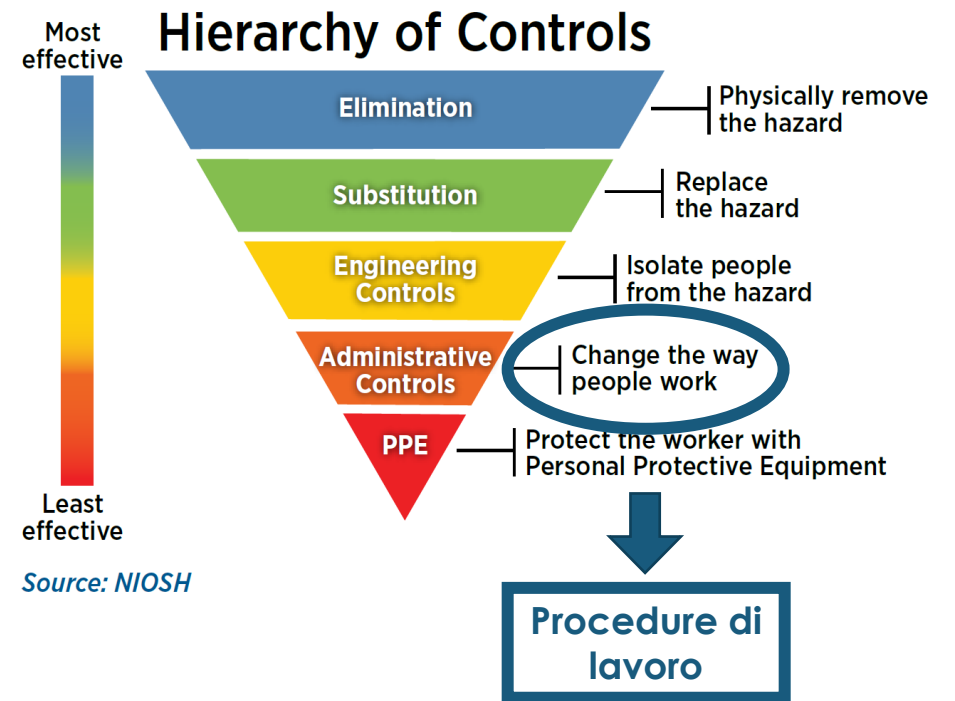 Hierarchy of Controls
Most
effective
Elimination
Physically remove
the hazard
Substitution
Replace
the hazard
Engineering
Controls
Isolate people
from the hazard
Administrative
Controls
Change the way
people work
PPE
Protect the worker with
Personal Protective Equipment
Least
effective
Source: NIOSH
Procedure di
lavoro